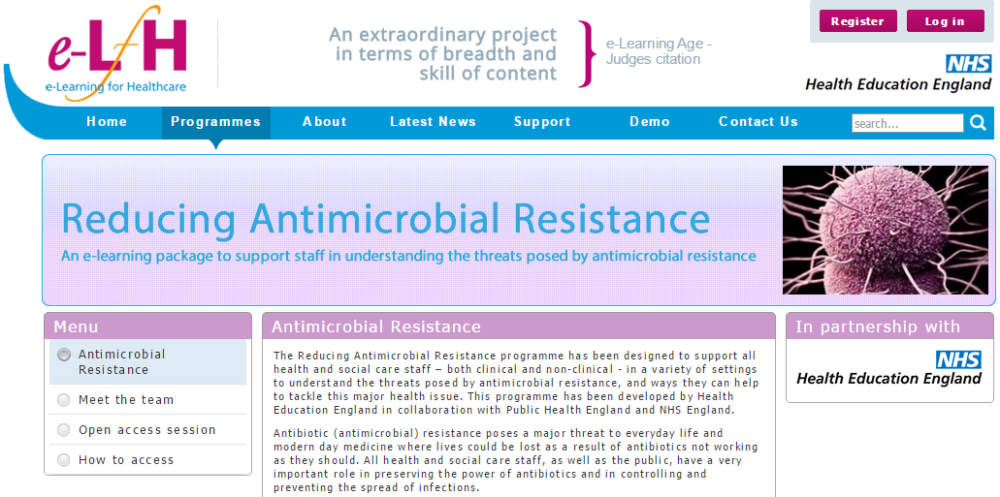 Register
Log in
e-LfH
e-Learning for Healthcare
An extraordinary project
in terms of breadth and
skill of content
}
e-Learning Age -
Judges citation
NHS
Health Education England
Home Programmes About Latest News Support Demo Contact Us
search...
Reducing Antimicrobial Resistance
An e-learning package to support staff in understanding the threats posed by antimicrobial resistance
Menu
Antimicrobial
Resistance
Meet the team
Open access session
How to access
Antimicrobial Resistance
The Reducing Antimicrobial Resistance programme has been designed to support all
health and social care staff – both clinical and non-clinical - in a variety of settings
to understand the threats posed by antimicrobial resistance, and ways they can help
to tackle this major health issue. This programme has been developed by Health
Education England in collaboration with Public Health England and NHS England.
Antibiotic (antimicrobial) resistance poses a major threat to everyday life and
modern day medicine where lives could be lost as a result of antibiotics not working
as they should. All health and social care staff, as well as the public, have a very
important role in preserving the power of antibiotics and in controlling and
preventing the spread of infections.
In partnership with
NHS
Health Education England